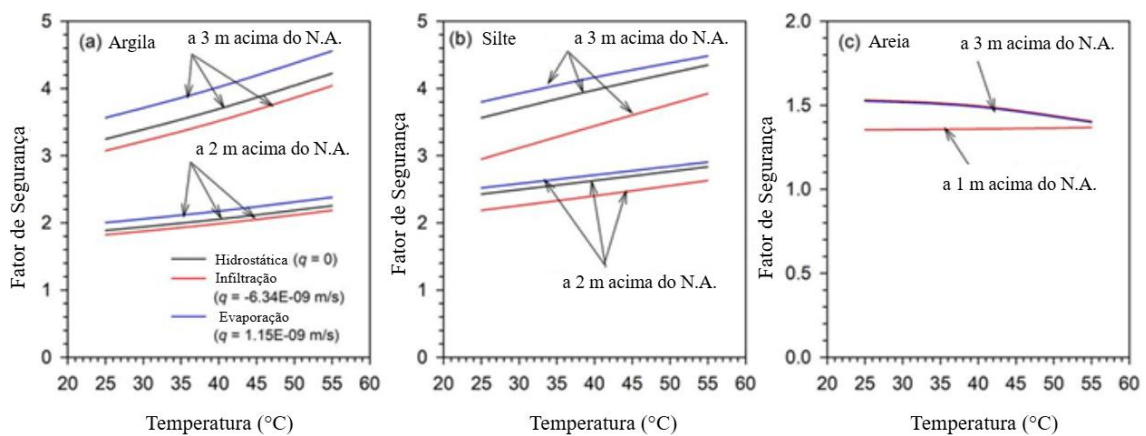 Fator de Segurança
5
4
3
2
1
0
(a) Argila
a 3 m acima do N.A.
a 2 m acima do N.A.
Hidrostática (q = 0)
Infiltração
(q = -6.34E-09 m/s)
Evaporação
(q = 1.15E-09 m/s)
20 25 30 35 40 45 50 55 60
Temperatura (°C)
Fator de Segurança
5
4
3
2
1
0
(b) Silte
a 3 m acima do N.A.
a 2 m acima do N.A.
20 25 30 35 40 45 50 55 60
Temperatura (°C)
Fator de Segurança
2.0
1.5
1.0
0.5
0.0
(c) Areia
a 3 m acima do N.A.
a 1 m acima do N.A.
20 25 30 35 40 45 50 55 60
Temperatura (°C)